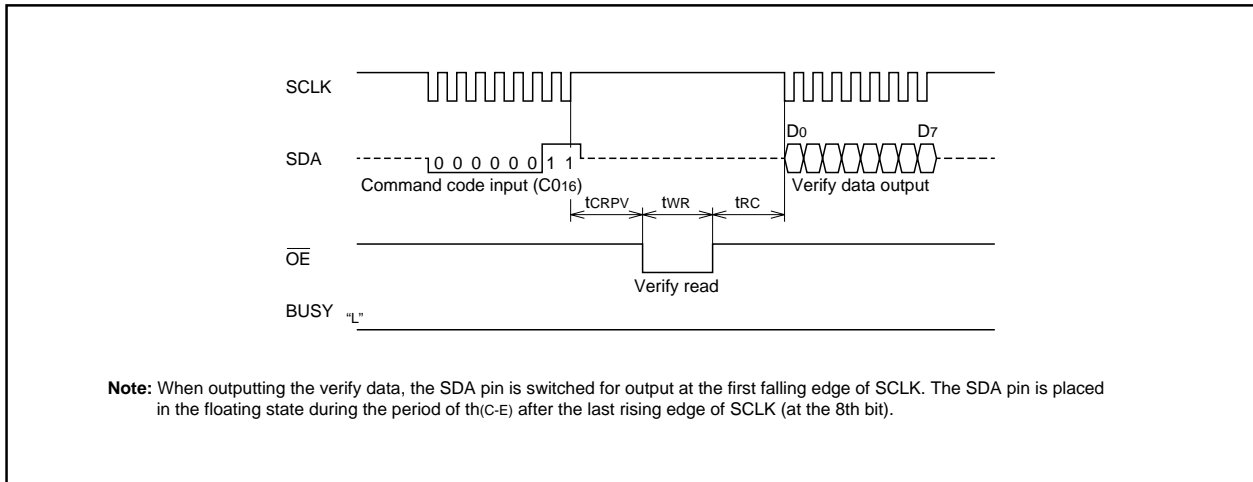 SCLK
D0 D7
SDA 0 0 0 0 0 0 1 1
Command code input (C016) Verify data output
tCRPV tWR tRC
OE
Verify read
BUSY “L”
Note: When outputting the verify data, the SDA pin is switched for output at the first falling edge of SCLK. The SDA pin is placed
in the floating state during the period of th(C-E) after the last rising edge of SCLK (at the 8th bit).